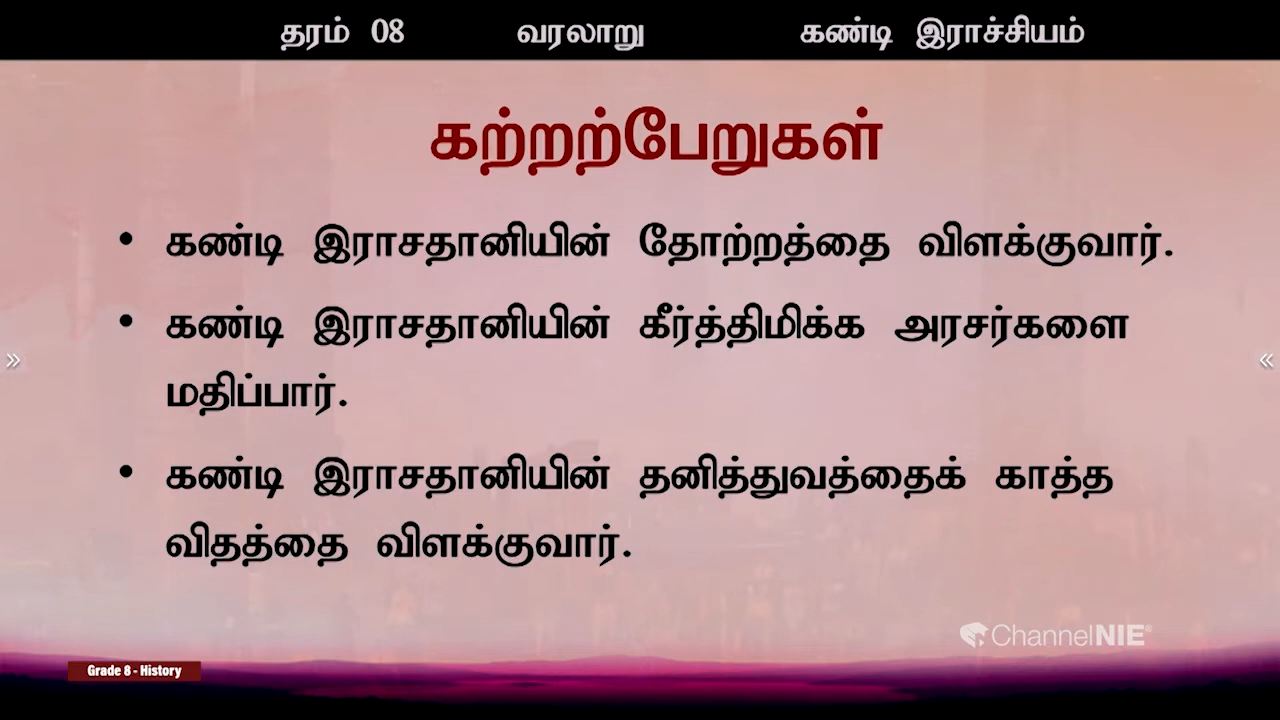 தரம் 08 வரலாறு கண்டி இராச்சியம்
கற்றற்பேறுகள்
• கண்டி இராசதானியின் தோற்றத்தை விளக்குவார்.
• கண்டி இராசதானியின் கீர்த்திமிக்க அரசர்களை
மதிப்பார்.
• கண்டி இராசதானியின் தனித்துவத்தைக் காத்த
விதத்தை விளக்குவார்.
ChannelNIE®
Grade 8 - History